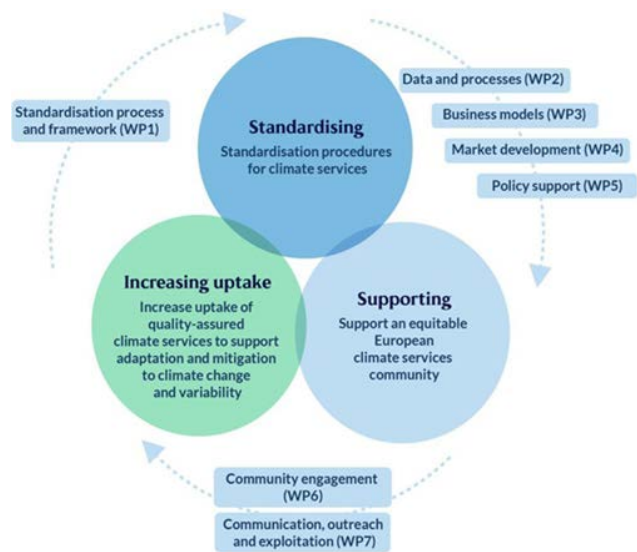 Standardisation process
and framework (WP1)
Standardising
Standardisation procedures
for climate services
Data and processes (WP2)
Business models (WP3)
Market development (WP4)
Policy support (WP5)
Increasing uptake
Increase uptake of
quality-assured
climate services to support
adaptation and mitigation
to climate change
and variability
Supporting
Support an equitable
European
climate services
community
Community engagement
(WP6)
Communication, outreach
and exploitation (WP7)